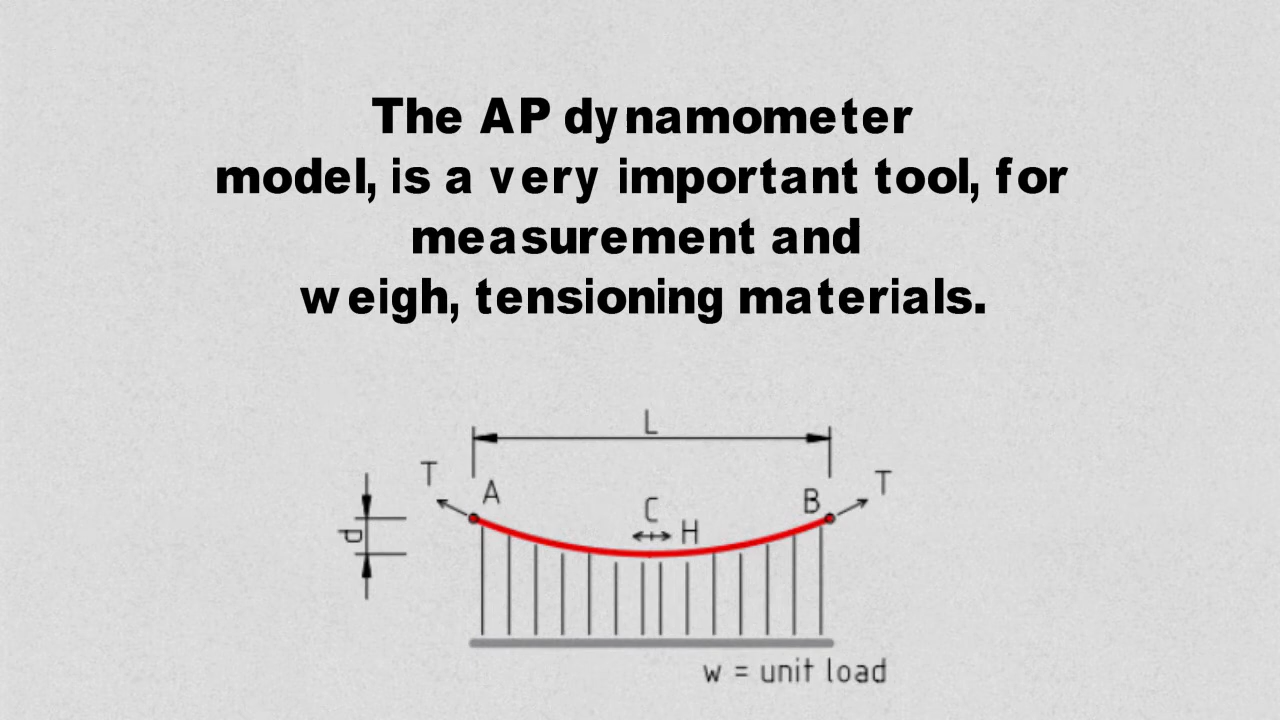 The AP dynamometer
model, is a very important tool, for
measurement and
weigh, tensioning materials.
L
T
A
C
H
B
T
d
w = unit load